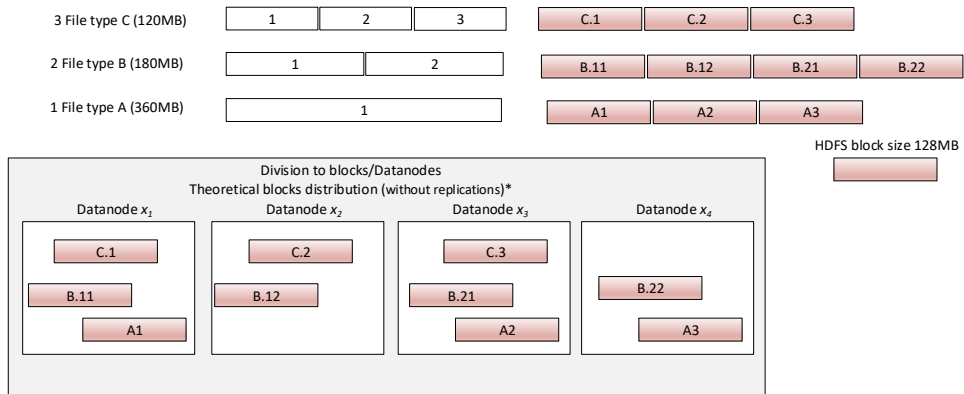 3 File type C (120MB)
1 2 3
C.1 C.2 C.3
2 File type B (180MB)
1 2
B.11 B.12 B.21 B.22
1 File type A (360MB)
1
A1 A2 A3
HDFS block size 128MB
Division to blocks/Datanodes
Theoretical blocks distribution (without replications)*
Datanode x1 Datanode x2 Datanode x3 Datanode x4
C.1 C.2 C.3
B.11 B.12 B.21 B.22
A1 A2 A3